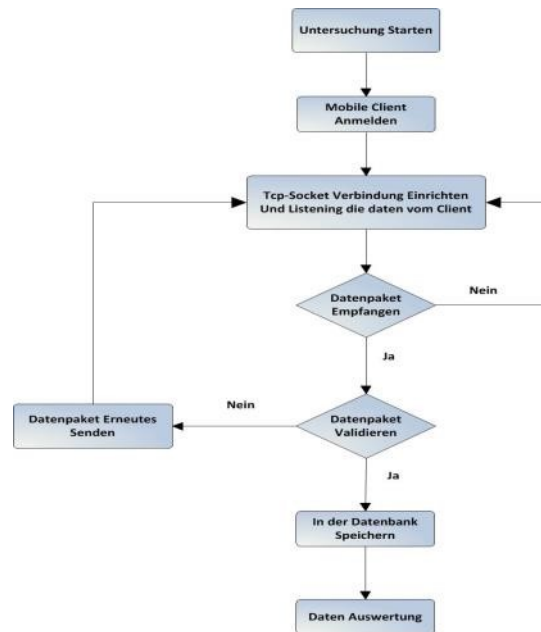 Untersuchung Starten
Mobile Client
Anmelden
Tcp-Socket Verbindung Einrichten
Und Listening die daten vom Client
Datenpaket
Empfangen
Nein
Ja
Datenpaket
Validieren
Nein
Datenpaket Erneutes
Senden
Ja
In der Datenbank
Speichern
Daten Auswertung